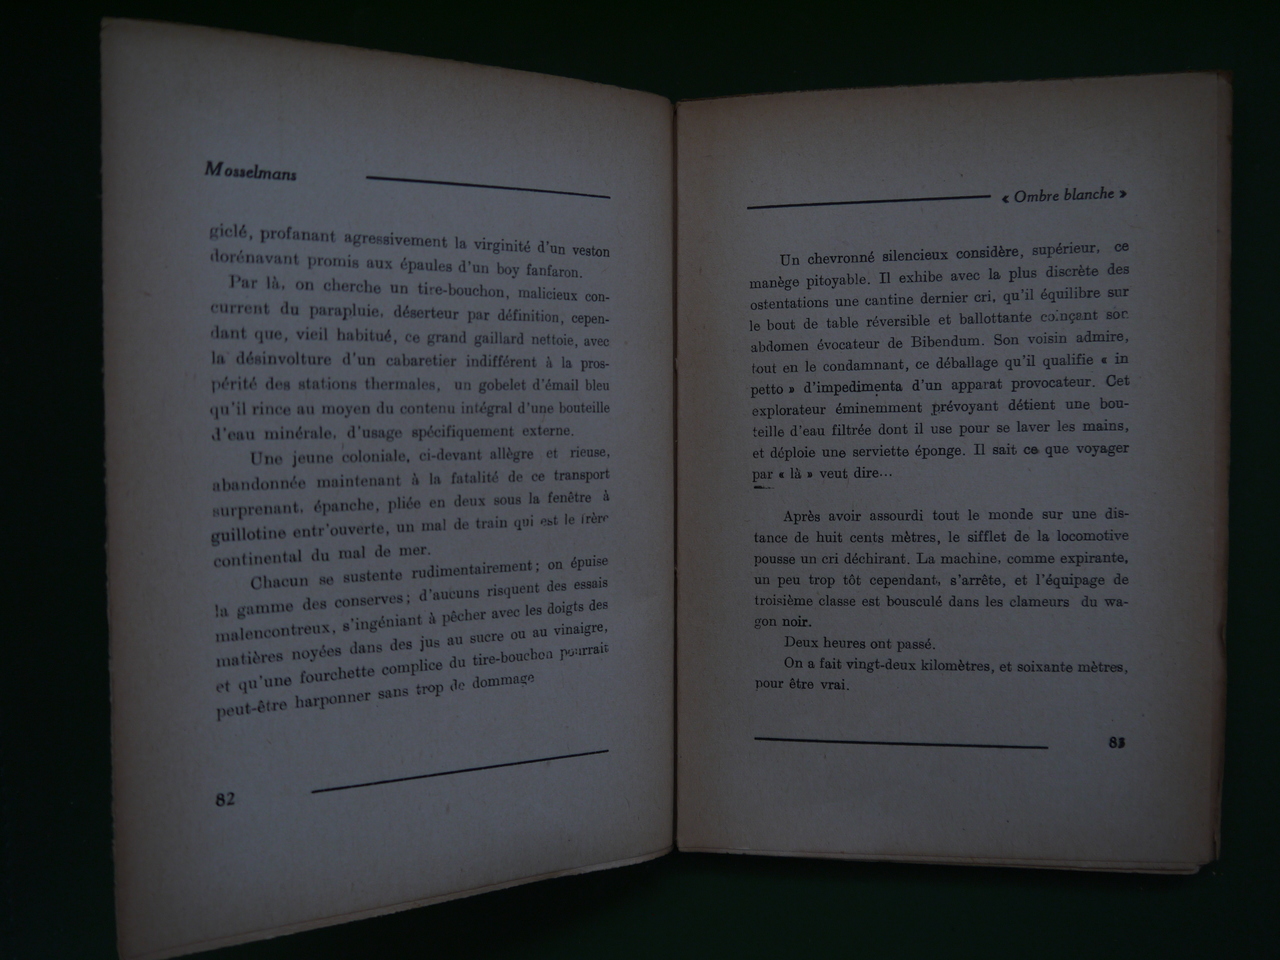 Mosselmans
giclé, profanant agressivement la virginité d'un veston
dorénavant promis aux épaules d'un boy fanfaron.
Par là, on cherche un tire-bouchon, malicieux con-
current du parapluie, déserteur par définition, cepen-
dant que, vieil habitué, ce grand gaillard nettoie, avec
la désinvolture d'un cabaretier indifférent à la pros-
périté des stations thermales, un gobelet d'émail bleu
qu'il rince au moyen du contenu intégral d'une bouteille
d'eau minérale, d'usage spécifiquement externe.
Une jeune coloniale, ci-devant allègre et rieuse,
abandonnée maintenant à la fatalité de ce transport
surprenant, épanche, pliée en deux sous la fenêtre à
guillotine entr'ouverte, un mal de train qui est le frère
continental du mal de mer.
Chacun se sustente rudimentairement ; on épuise
la gamme des conserves ; d'aucuns risquent des essais
malencontreux, s'ingéniant à pêcher avec les doigts des
matières noyées dans des jus au sucre ou au vinaigre,
et qu'une fourchette complice du tire-bouchon pourrait
peut-être harponner sans trop de dommage
82
« Ombre blanche »
Un chevronné silencieux considère, supérieur, ce
manège pitoyable. Il exhibe avec la plus discrète des
ostentations une cantine dernier cri, qu'il équilibre sur
le bout de table réversible et ballottante coinçant son
abdomen évocateur de Bibendum. Son voisin admire,
tout en le condamnant, ce déballage qu'il qualifie « in
petto » d'impedimenta d'un apparat provocateur. Cet
explorateur éminemment prévoyant détient une bou-
teille d'eau filtrée dont il use pour se laver les mains,
et déploie une serviette éponge. Il sait ce que voyager
par « là » veut dire...
Après avoir assourdi tout le monde sur une dis-
tance de huit cents mètres, le sifflet de la locomotive
pousse un cri déchirant. La machine, comme expirante,
un peu trop tôt cependant, s'arrête, et l'équipage de
troisième classe est bousculé dans les clameurs du wa-
gon noir.
Deux heures ont passé.
On a fait vingt-deux kilomètres, et soixante mètres,
pour être vrai.
83